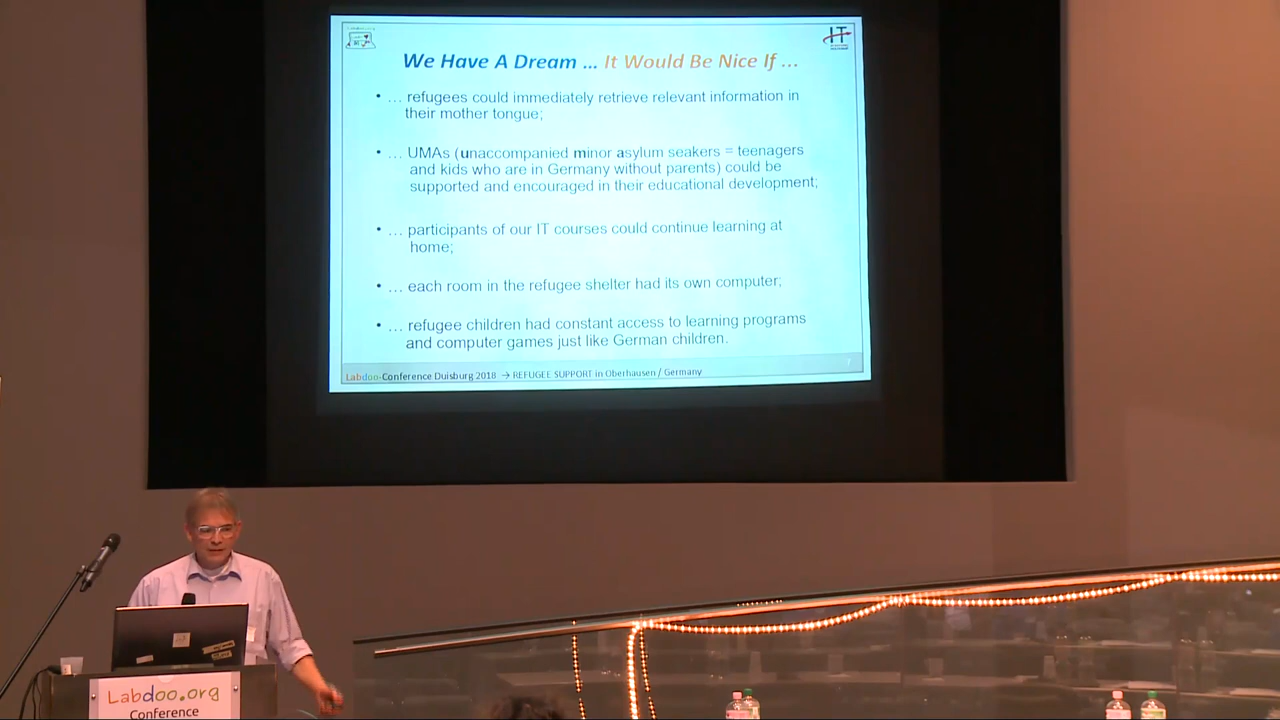 IT
We Have A Dream ... It Would Be Nice If ...
• ... refugees could immediately retrieve relevant information in
their mother tongue;
• ... UMAs (unaccompanied minor asylum seakers = teenagers
and kids who are in Germany without parents) could be
supported and encouraged in their educational development;
• ... participants of our IT courses could continue learning at
home;
• ... each room in the refugee shelter had its own computer;
• ... refugee children had constant access to learning programs
and computer games just like German children.
7
Labdoo-Conference Duisburg 2018 → REFUGEE SUPPORT in Oberhausen / Germany
Labdoo.org
Conference